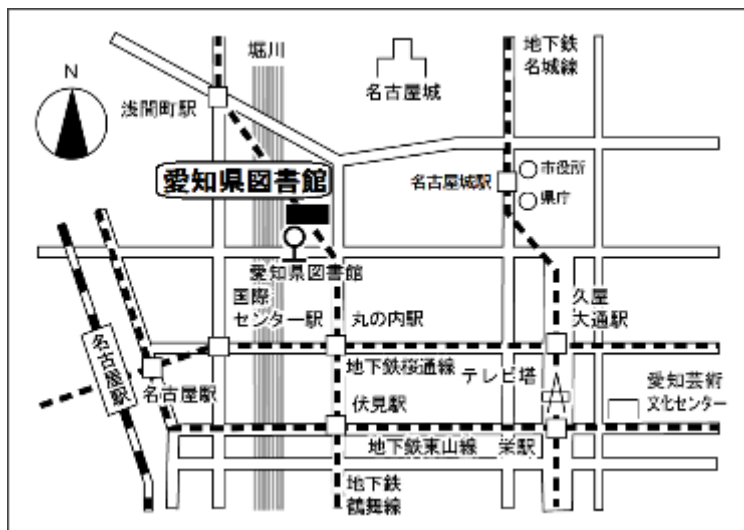 堀川
地下鉄
名城線
N
名古屋城
浅間町駅
市役所
愛知県図書館
名古屋城駅
県庁
愛知県図書館
国際
センター駅
丸の内駅
久屋
大通駅
名古屋駅
地下鉄桜通線
テレビ塔
名古屋駅
愛知芸術
文化センター
伏見駅
地下鉄東山線
栄駅
地下鉄
鶴舞線